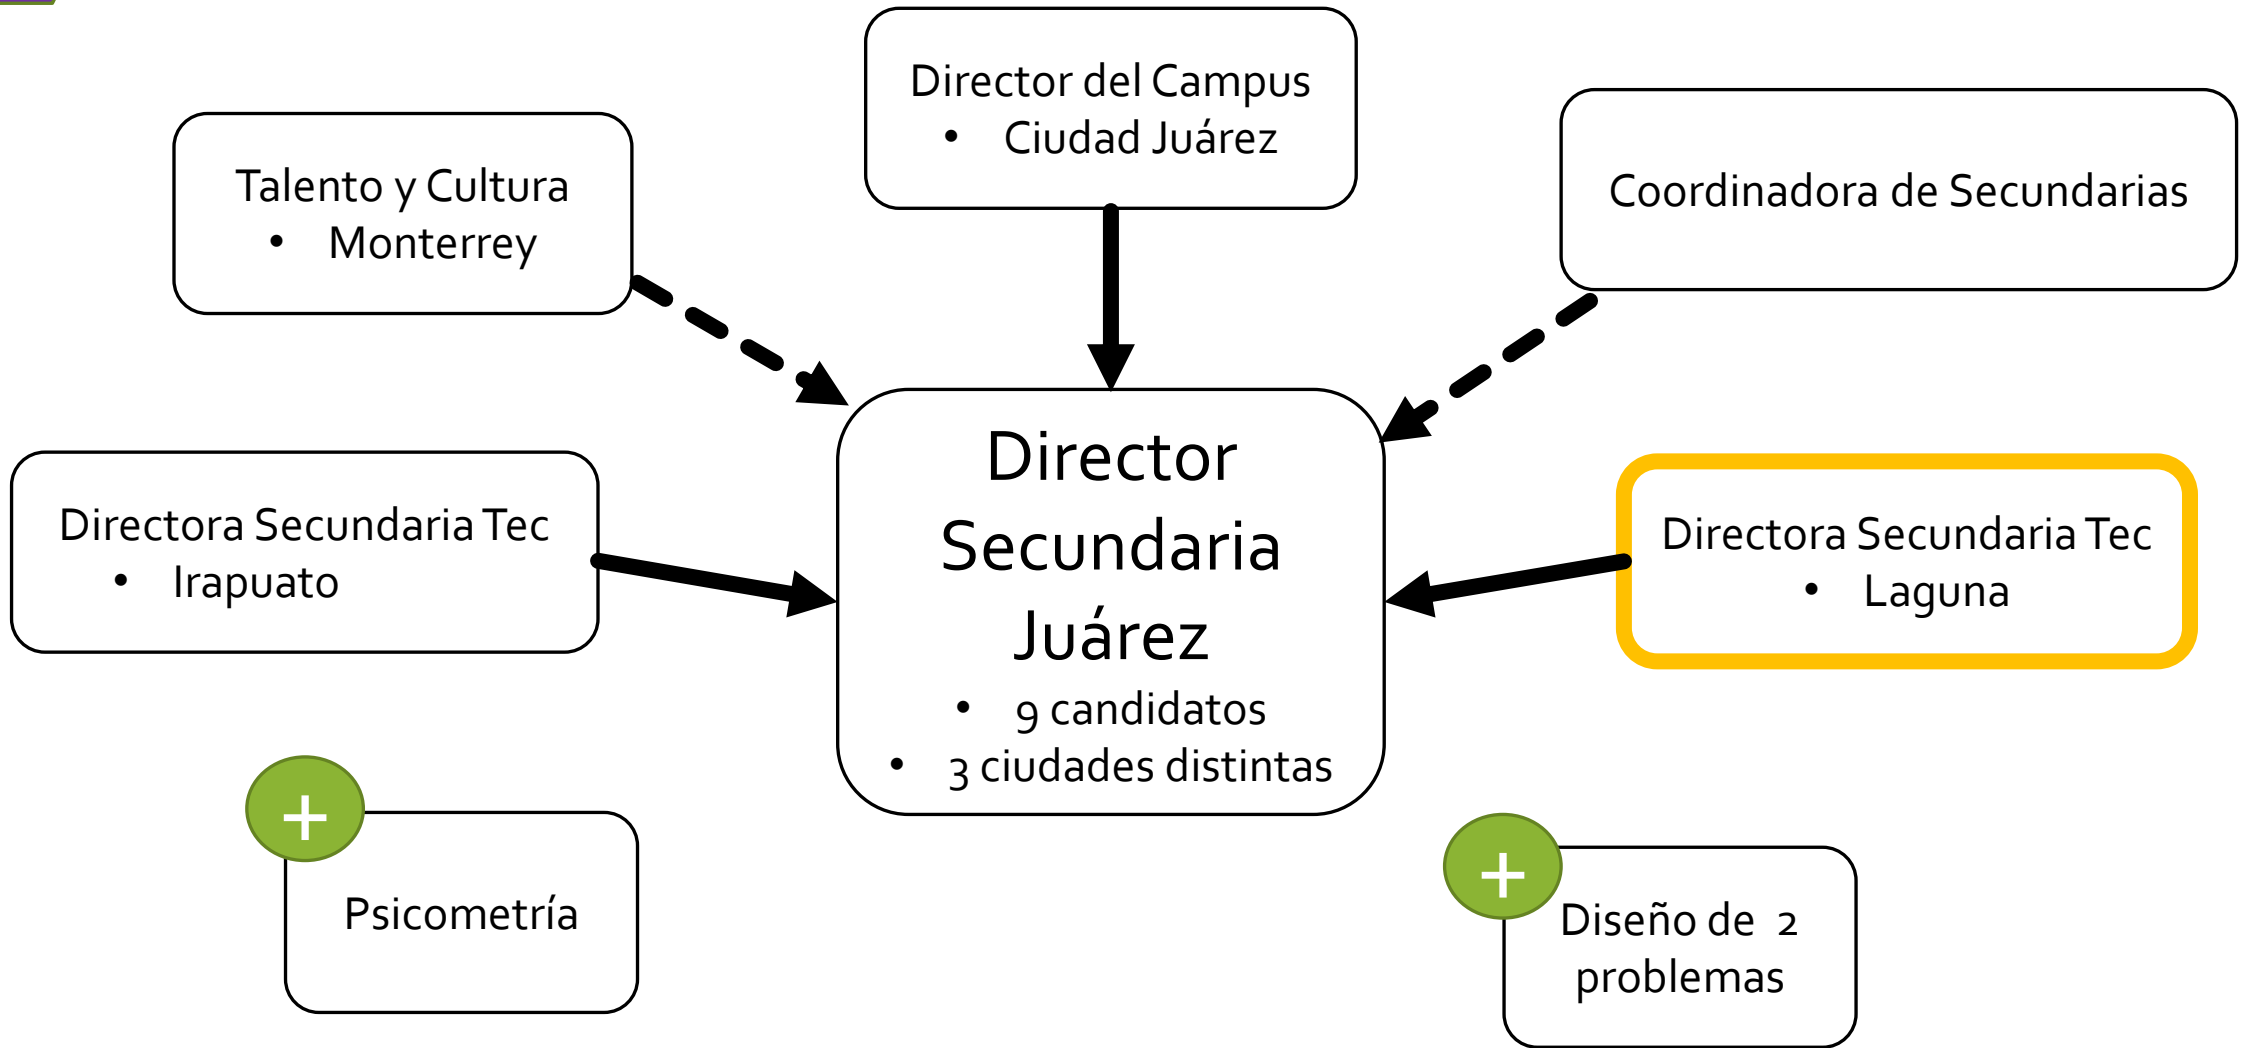 Director del Campus
• Ciudad Juárez
Talento y Cultura
• Monterrey
Coordinadora de Secundarias
Directora Secundaria Tec
• Irapuato
Director
Secundaria
Juárez
• 9 candidatos
• 3 ciudades distintas
Directora Secundaria Tec
• Laguna
+
Psicometría
+
Diseño de 2
problemas